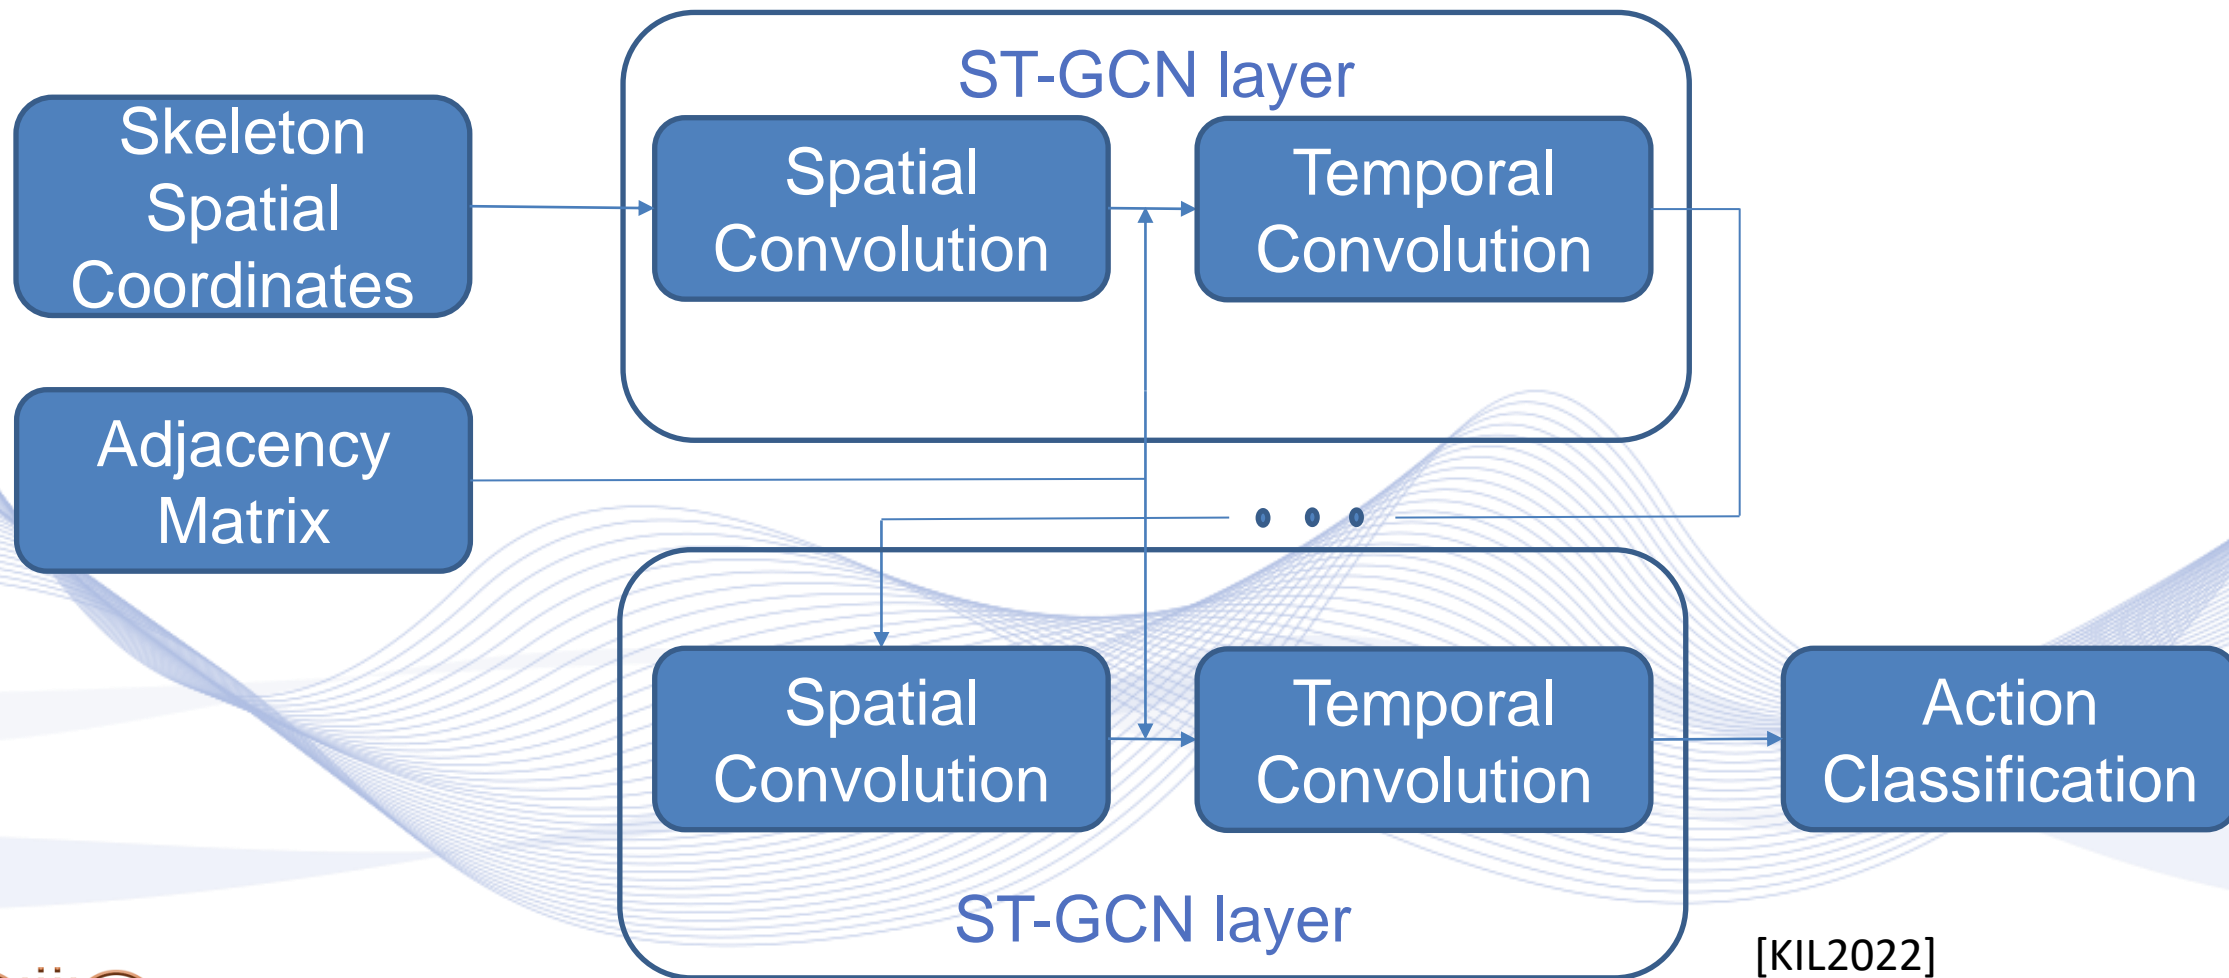 ST-GCN layer
Skeleton
Spatial
Coordinates
Spatial
Convolution
Temporal
Convolution
Adjacency
Matrix
Spatial
Convolution
Temporal
Convolution
Action
Classification
ST-GCN layer
[KIL2022]